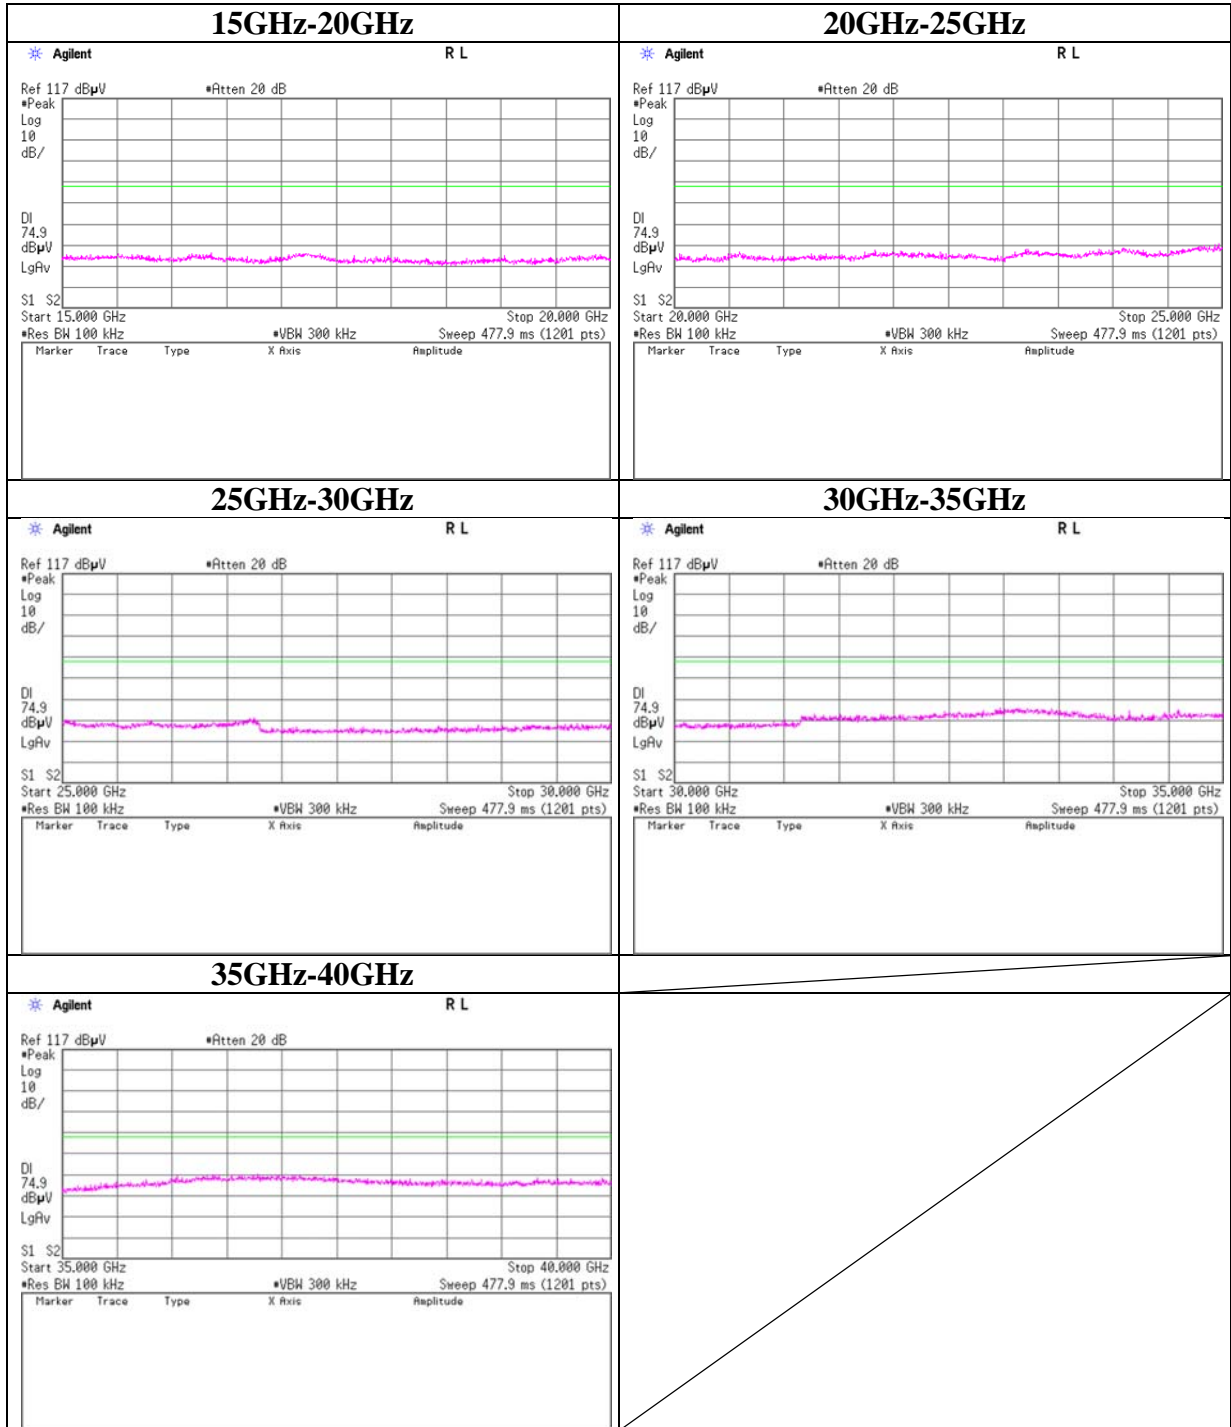 15GHz-20GHz
Agilent R L
Ref 117 dBµV #Atten 20 dB
#Peak
Log
10
dB/
DI
74.9
dBµV
LgAv
S1 S2
Start 15.000 GHz Stop 20.000 GHz
#Res BW 100 kHz #VBW 300 kHz Sweep 477.9 ms (1201 pts)
Marker Trace Type X Axis Amplitude
20GHz-25GHz
Agilent R L
Ref 117 dBµV #Atten 20 dB
#Peak
Log
10
dB/
DI
74.9
dBµV
LgAv
S1 S2
Start 20.000 GHz Stop 25.000 GHz
#Res BW 100 kHz #VBW 300 kHz Sweep 477.9 ms (1201 pts)
Marker Trace Type X Axis Amplitude
25GHz-30GHz
Agilent R L
Ref 117 dBµV #Atten 20 dB
#Peak
Log
10
dB/
DI
74.9
dBµV
LgAv
S1 S2
Start 25.000 GHz Stop 30.000 GHz
#Res BW 100 kHz #VBW 300 kHz Sweep 477.9 ms (1201 pts)
Marker Trace Type X Axis Amplitude
30GHz-35GHz
Agilent R L
Ref 117 dBµV #Atten 20 dB
#Peak
Log
10
dB/
DI
74.9
dBµV
LgAv
S1 S2
Start 30.000 GHz Stop 35.000 GHz
#Res BW 100 kHz #VBW 300 kHz Sweep 477.9 ms (1201 pts)
Marker Trace Type X Axis Amplitude
35GHz-40GHz
Agilent R L
Ref 117 dBµV #Atten 20 dB
#Peak
Log
10
dB/
DI
74.9
dBµV
LgAv
S1 S2
Start 35.000 GHz Stop 40.000 GHz
#Res BW 100 kHz #VBW 300 kHz Sweep 477.9 ms (1201 pts)
Marker Trace Type X Axis Amplitude